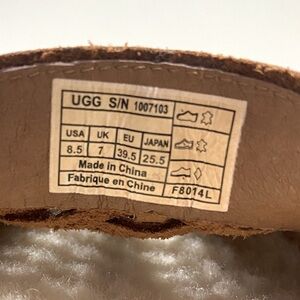 UGG S/N 1007103
USA UK EU JAPAN
8.5 7 39.5 25.5
Made in China
Fabriqué en Chine
F8014L